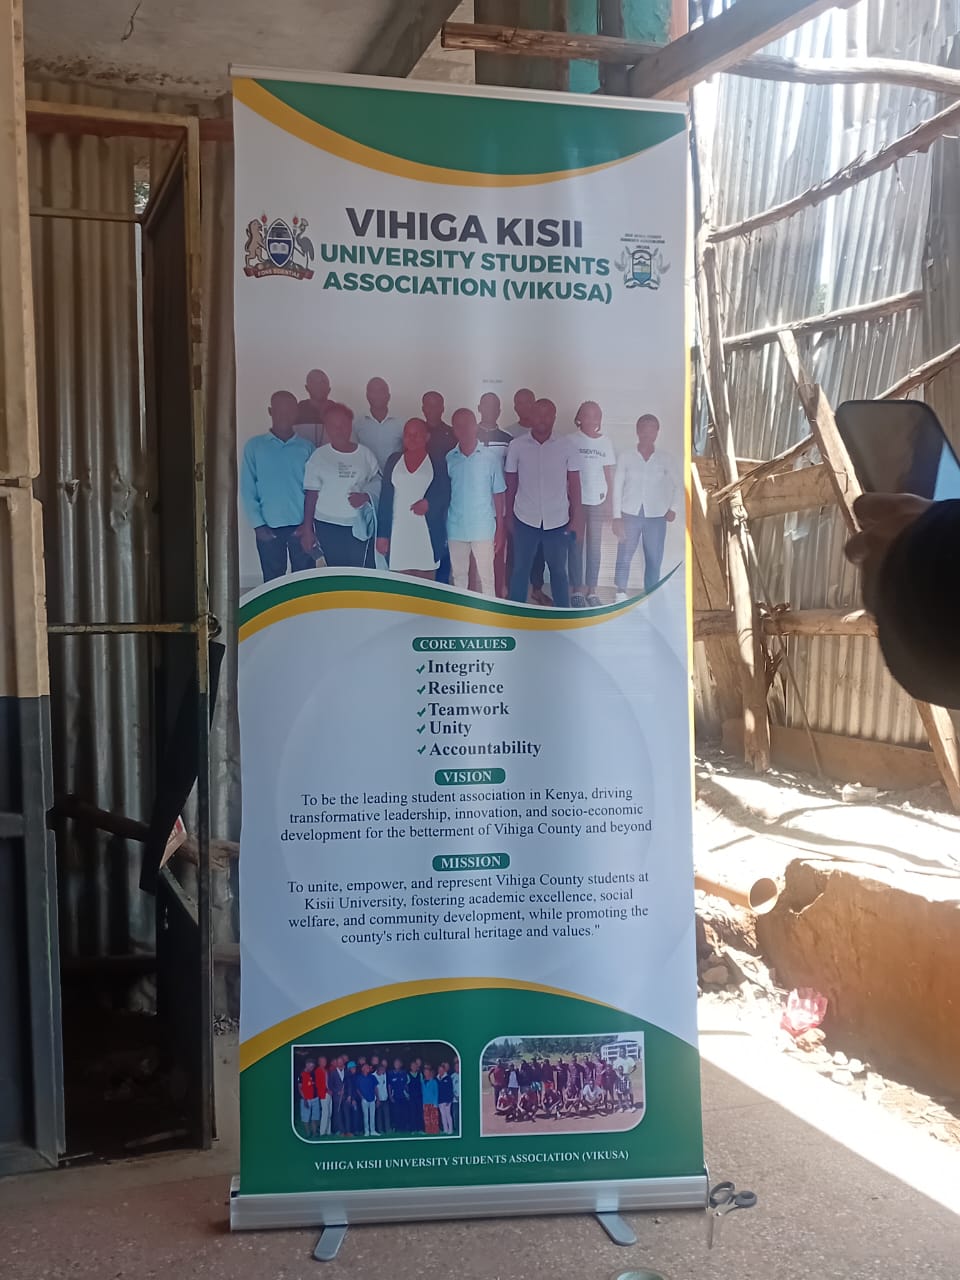 VIHIGA KISII
UNIVERSITY STUDENTS
ASSOCIATION (VIKUSA)
FONS SCIENTIAE
CORE VALUES
Integrity
Resilience
Teamwork
Unity
Accountability
VISION
To be the leading student association in Kenya, driving
transformative leadership, innovation, and socio-economic
development for the betterment of Vihiga County and beyond
MISSION
To unite, empower, and represent Vihiga County students at
Kisii University, fostering academic excellence, social
welfare, and community development, while promoting the
county's rich cultural heritage and values."
VIHIGA KISII UNIVERSITY STUDENTS ASSOCIATION (VIKUSA)